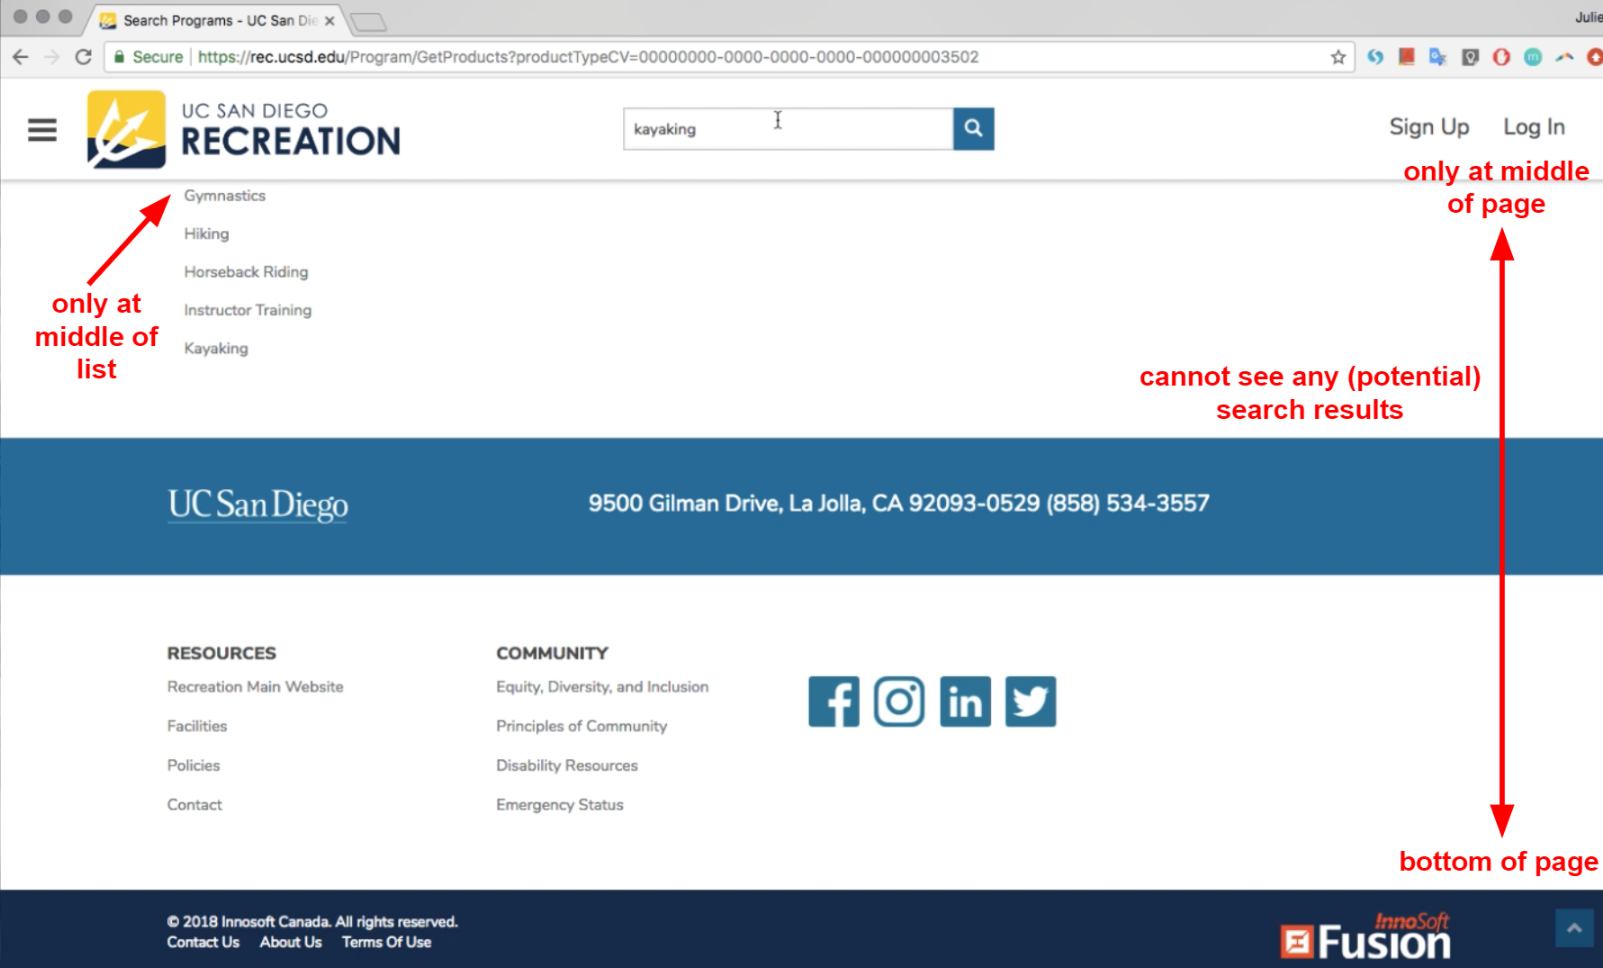 Search Programs - UC San Die
Julie
Secure https://rec.ucsd.edu/Program/GetProducts?productTypeCV=00000000-0000-0000-0000-000000003502
UC SAN DIEGO
RECREATION
kayaking
Sign Up Log In
only at middle
of page
Gymnastics
Hiking
Horseback Riding
Instructor Training
Kayaking
only at
middle of
list
cannot see any (potential)
search results
UC San Diego
9500 Gilman Drive, La Jolla, CA 92093-0529 (858) 534-3557
RESOURCES
Recreation Main Website
Facilities
Policies
Contact
COMMUNITY
Equity, Diversity, and Inclusion
Principles of Community
Disability Resources
Emergency Status
f
in
bottom of page
© 2018 Innosoft Canada. All rights reserved.
Contact Us About Us Terms Of Use
InnoSoft
Fusion